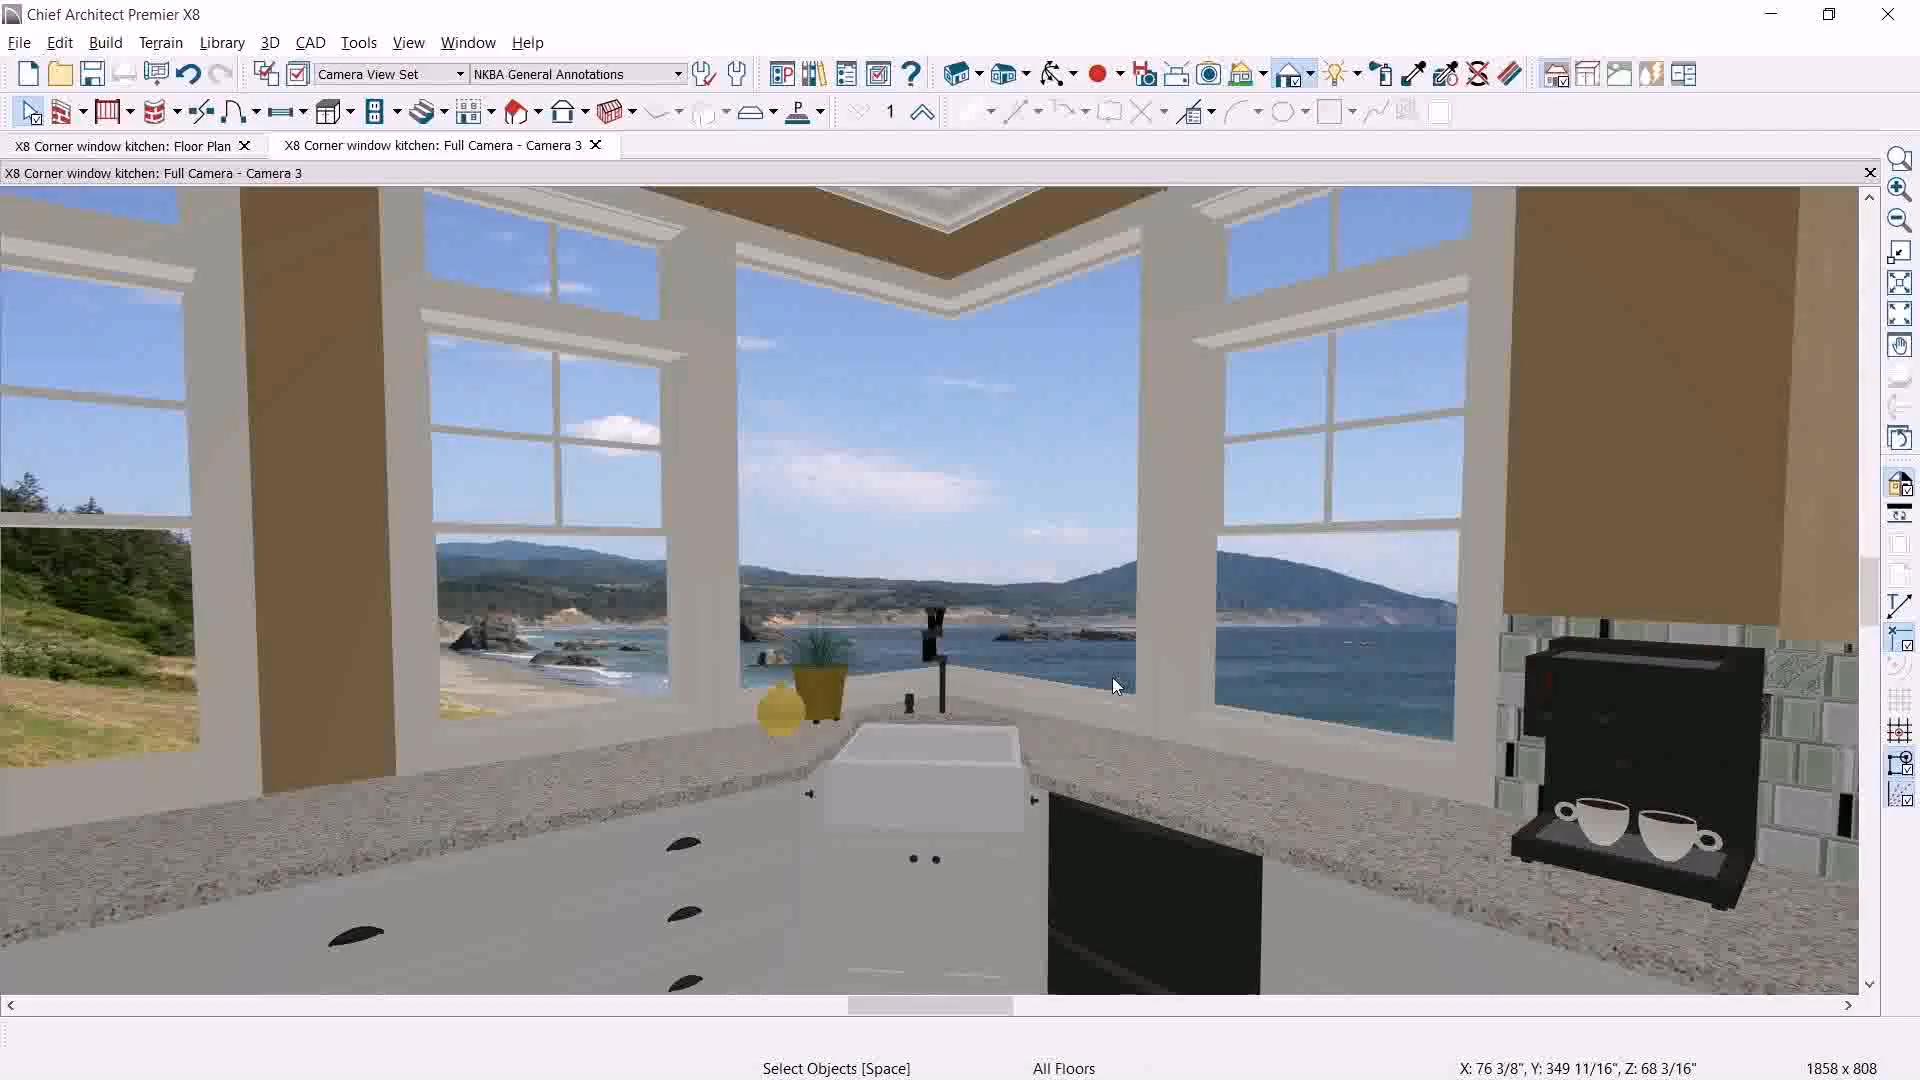 Chief Architect Premier X8
File Edit Build Terrain Library 3D CAD Tools View Window Help
Camera View Set NKBA General Annotations
1
X8 Corner window kitchen: Floor Plan X8 Corner window kitchen: Full Camera - Camera 3
X8 Corner window kitchen: Full Camera - Camera 3
Select Objects [Space] All Floors X: 76 3/8", Y: 349 11/16", Z: 68 3/16" 1858 x 808